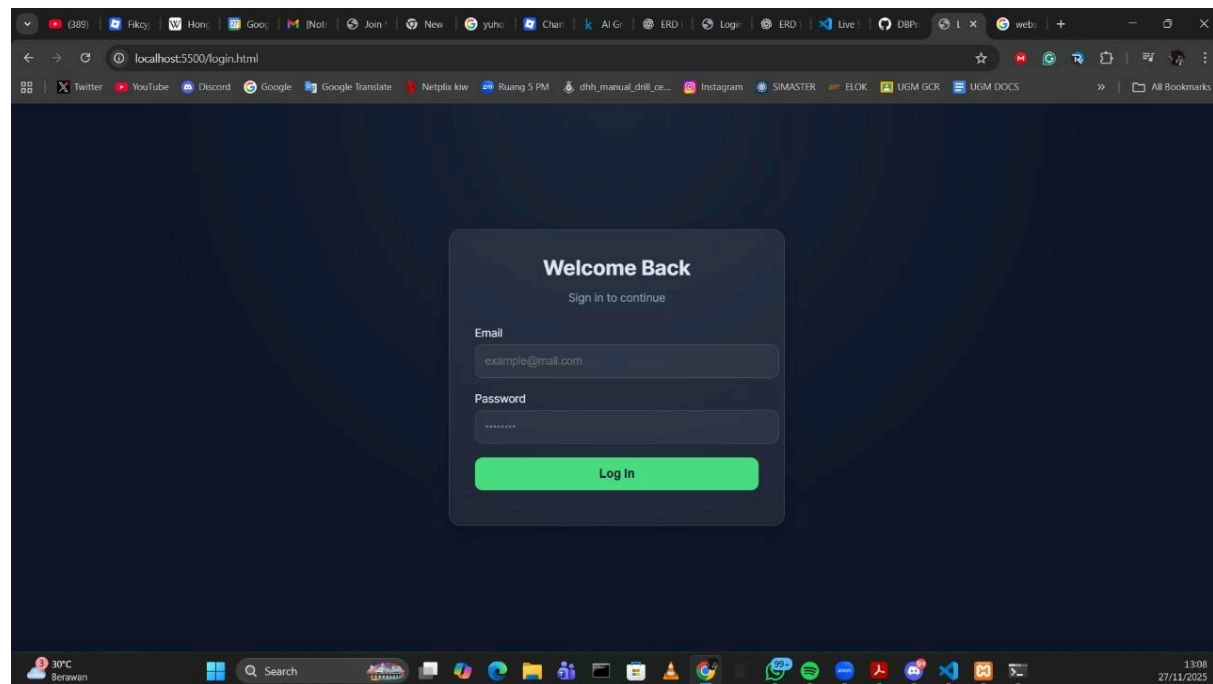 (389) Fikcy Hong Goog (Not Join New yuho Chart AI Gr ERD Login ERD Live S DBPr L webs
localhost:5500/login.html
Twitter YouTube Discord Google Google Translate Netplix kiw Ruang 5 PM dhh_manual_drill_ce... Instagram SIMASTER ELOK UGM GCR UGM DOCS » All Bookmarks
Welcome Back
Sign in to continue
Email
example@mail.com
Password
••••••••
Log In
3 30°C Search 99+ 13:08
Berawan 27/11/2025